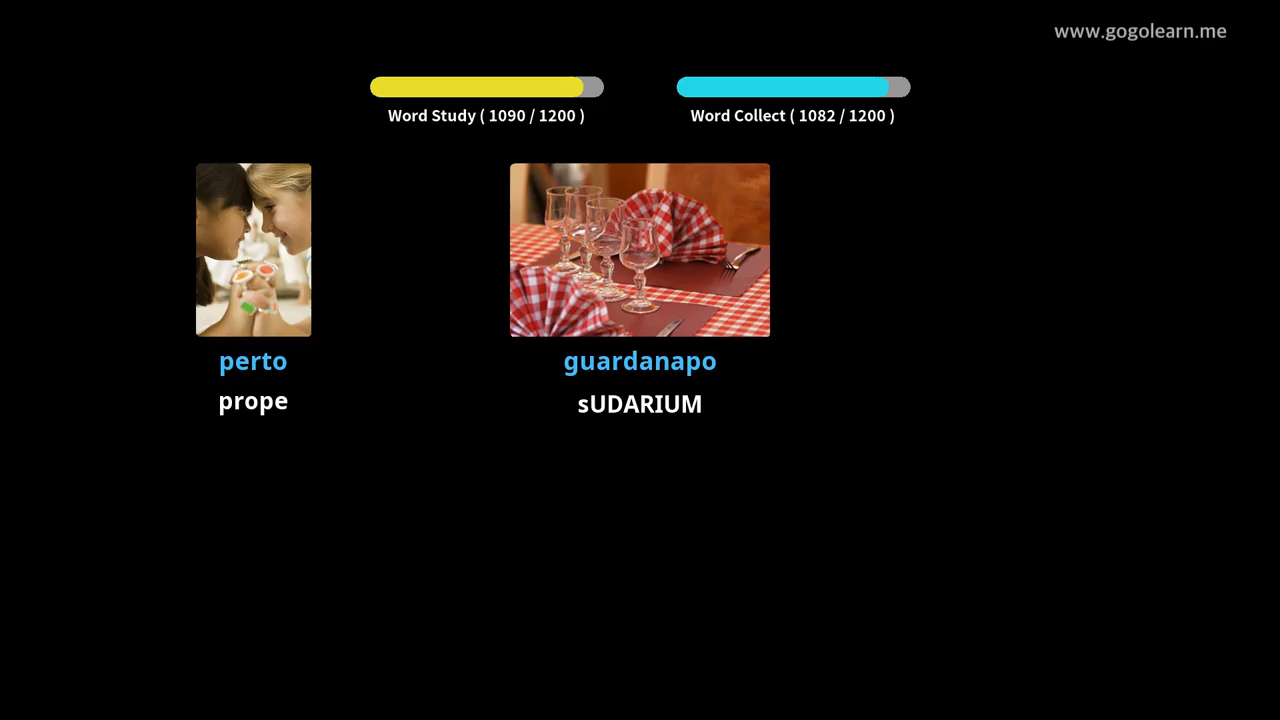 www.gogolearn.me
Word Study ( 1090 / 1200 )
Word Collect ( 1082 / 1200 )
perto
prope
guardanapo
sUDARIUM